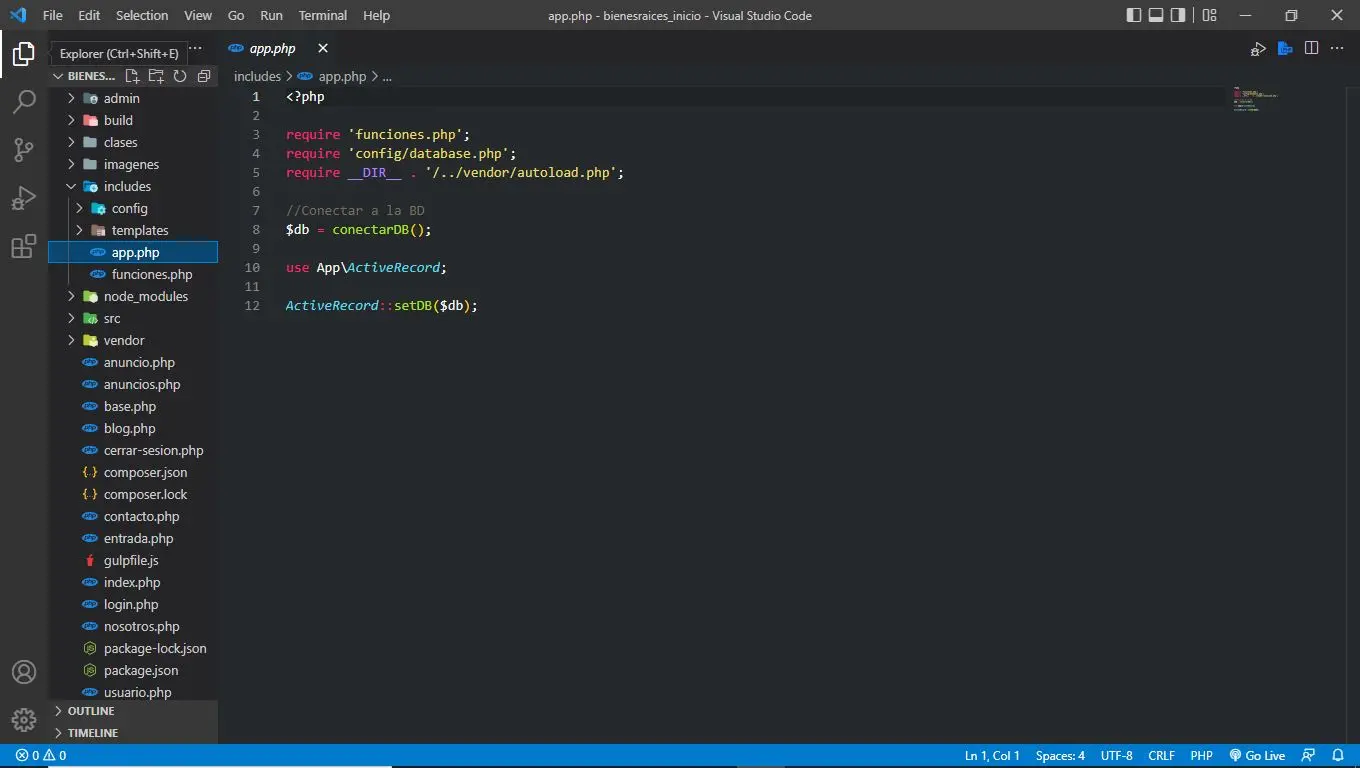 File Edit Selection View Go Run Terminal Help app.php - bienesraices_inicio - Visual Studio Code
Explorer (Ctrl+Shift+E) ...
BIENES...
admin
build
clases
imagenes
includes
config
templates
app.php
funciones.php
node_modules
src
vendor
anuncio.php
anuncios.php
base.php
blog.php
cerrar-sesion.php
composer.json
composer.lock
contacto.php
entrada.php
gulpfile.js
index.php
login.php
nosotros.php
package-lock.json
package.json
usuario.php
OUTLINE
TIMELINE
app.php
includes > app.php > ...
1 <?php
2
3 require 'funciones.php';
4 require 'config/database.php';
5 require __DIR__ . '/../vendor/autoload.php';
6
7 //Conectar a la BD
8 $db = conectarDB();
9
10 use App\ActiveRecord;
11
12 ActiveRecord::setDB($db);
0 0 Ln 1, Col 1 Spaces: 4 UTF-8 CRLF PHP Go Live